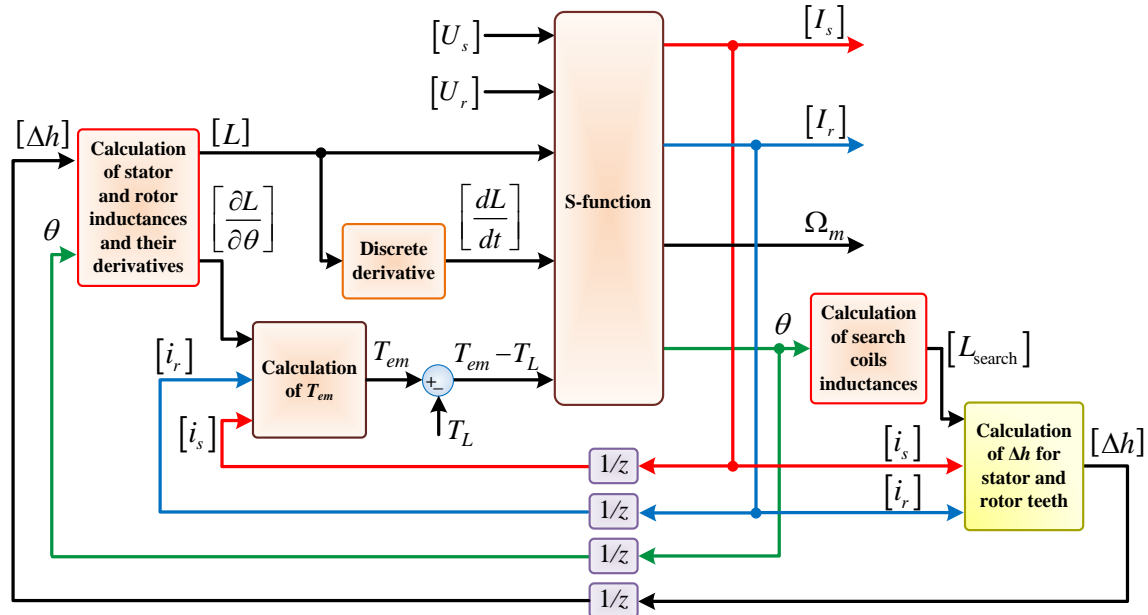 [U_s]
[I_s]
[U_r]
[I_r]
[Δh]
[L]
Calculation
of stator
and rotor
inductances
and their
derivatives
θ
[∂L/∂θ]
[dL/dt]
Discrete
derivative
S-function
Ω_m
θ
Calculation
of search
coils
inductances
[L_search]
[i_r]
[i_s]
Calculation
of T_em
T_em
+
−
T_em − T_L
T_L
[i_s]
[i_r]
Calculation
of Δh for
stator and
rotor teeth
[Δh]
1/z
1/z
1/z
1/z